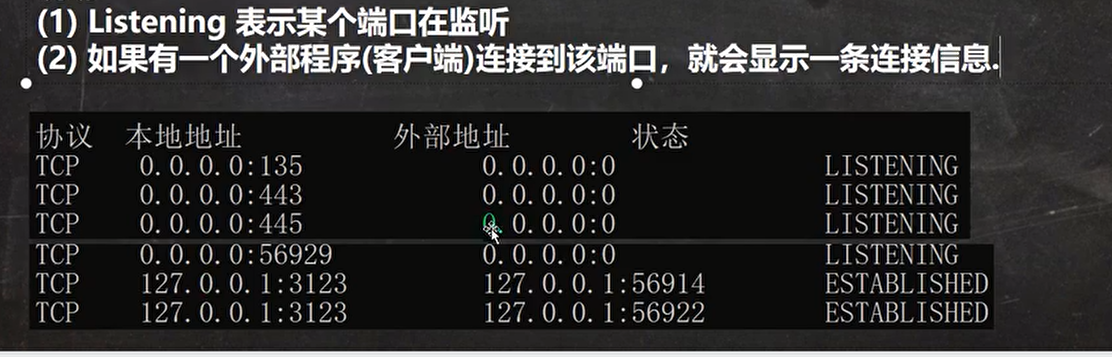 (1) Listening 表示某个端口在监听
(2) 如果有一个外部程序(客户端)连接到该端口，就会显示一条连接信息.
协议 本地地址 外部地址 状态
TCP 0.0.0.0:135 0.0.0.0:0 LISTENING
TCP 0.0.0.0:443 0.0.0.0:0 LISTENING
TCP 0.0.0.0:445 0.0.0.0:0 LISTENING
TCP 0.0.0.0:56929 0.0.0.0:0 LISTENING
TCP 127.0.0.1:3123 127.0.0.1:56914 ESTABLISHED
TCP 127.0.0.1:3123 127.0.0.1:56922 ESTABLISHED